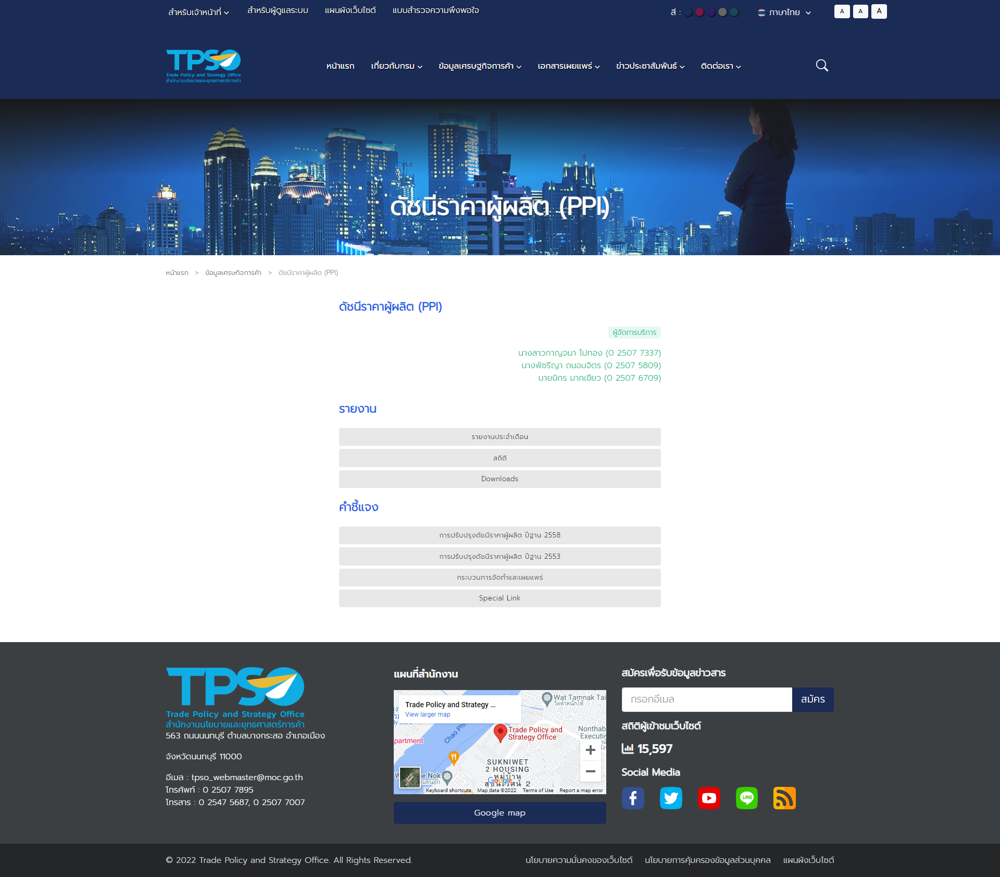 สำหรับเจ้าหน้าที่
สำหรับผู้ดูแลระบบ
แผนผังเว็บไซต์
แบบสำรวจความพึงพอใจ
สี :
ภาษาไทย
A A A
TPSO
Trade Policy and Strategy Office
สำนักงานนโยบายและยุทธศาสตร์การค้า
หน้าแรก
เกี่ยวกับกรม
ข้อมูลเศรษฐกิจการค้า
เอกสารเผยแพร่
ข่าวประชาสัมพันธ์
ติดต่อเรา
ดัชนีราคาผู้ผลิต (PPI)
หน้าแรก > ข้อมูลเศรษฐกิจการค้า > ดัชนีราคาผู้ผลิต (PPI)
ดัชนีราคาผู้ผลิต (PPI)
ผู้จัดการบริการ
นางสาวกาญจนา โปทอง (0 2507 7337)
นางพัชรีญา ถนอมจิตร (0 2507 5809)
นายนิกร มากเขียว (0 2507 6709)
รายงาน
รายงานประจำเดือน
สถิติ
Downloads
คำชี้แจง
การปรับปรุงดัชนีราคาผู้ผลิต ปีฐาน 2558
การปรับปรุงดัชนีราคาผู้ผลิต ปีฐาน 2553
กระบวนการจัดทำและเผยแพร่
Special Link
TPSO
Trade Policy and Strategy Office
สำนักงานนโยบายและยุทธศาสตร์การค้า
563 ถนนนนทบุรี ตำบลบางกระสอ อำเภอเมือง
จังหวัดนนทบุรี 11000
อีเมล : tpso_webmaster@moc.go.th
โทรศัพท์ : 0 2507 7895
โทรสาร : 0 2547 5687, 0 2507 7007
แผนที่สำนักงาน
Trade Policy and Strategy ...
View larger map
Wat Tamnak Tai
วัดตำหนักใต้
Chao Phr
partment
Trade Policy and
Strategy Office
Nonthab
Executiv
SUKNIWET
2 HOUSING
หมู่บ้าน
สุขนิเวศน์ 2
ne Nok
ดแคนอก
Google
Keyboard shortcuts
Map data ©2022
Terms of Use
Report a map error
Google map
สมัครเพื่อรับข้อมูลข่าวสาร
กรอกอีเมล
สมัคร
สถิติผู้เข้าชมเว็บไซต์
15,597
Social Media
LINE
© 2022 Trade Policy and Strategy Office. All Rights Reserved.
นโยบายความมั่นคงของเว็บไซต์
นโยบายการคุ้มครองข้อมูลส่วนบุคคล
แผนผังเว็บไซต์